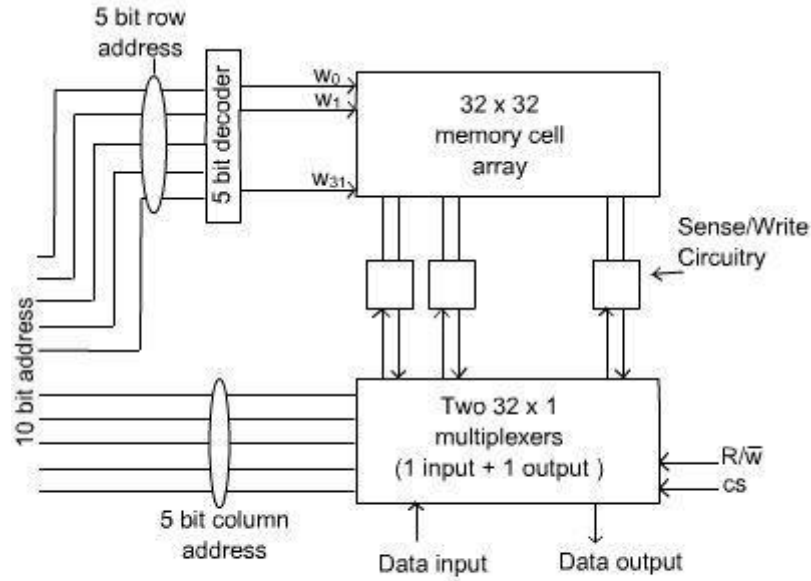 5 bit row
address
5 bit decoder
w0
w1
w31
32 x 32
memory cell
array
Sense/Write
Circuitry
10 bit address
Two 32 x 1
multiplexers
(1 input + 1 output )
R/w̅
cs
5 bit column
address
Data input
Data output